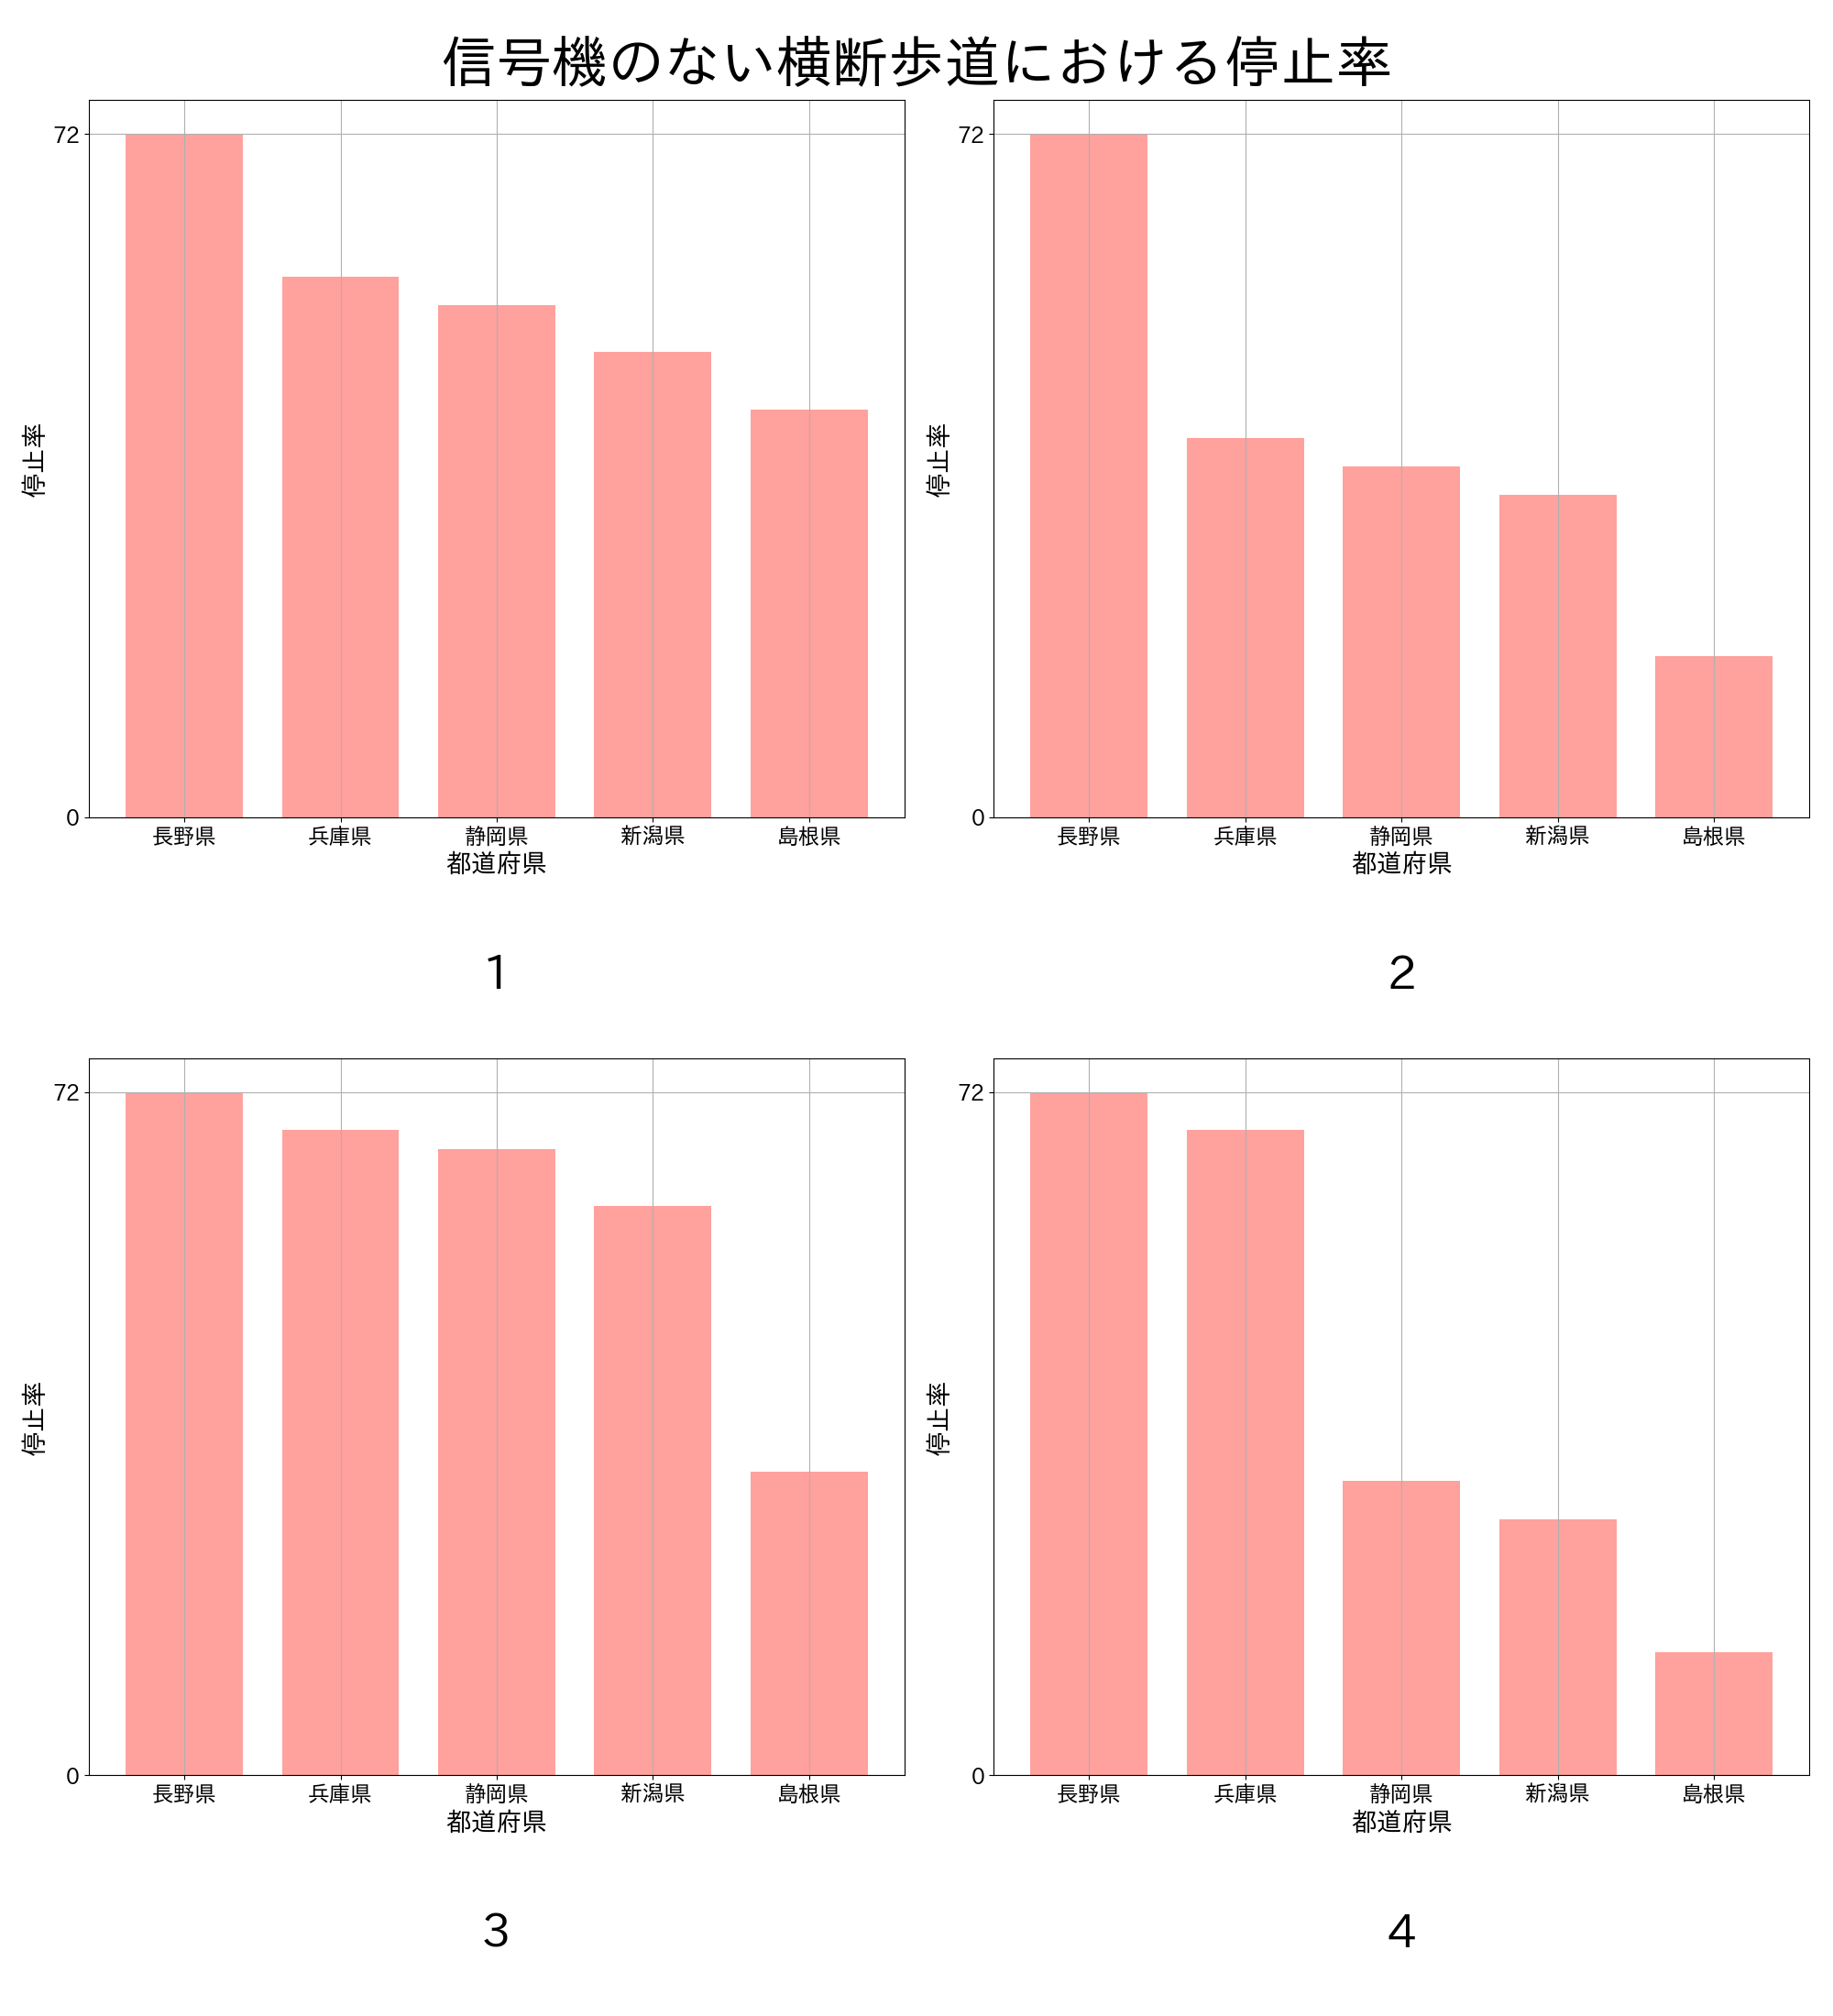 信号機のない横断歩道における停止率
72
0
停止率
長野県 兵庫県 静岡県 新潟県 島根県
都道府県
1
72
0
停止率
長野県 兵庫県 静岡県 新潟県 島根県
都道府県
2
72
0
停止率
長野県 兵庫県 静岡県 新潟県 島根県
都道府県
3
72
0
停止率
長野県 兵庫県 静岡県 新潟県 島根県
都道府県
4